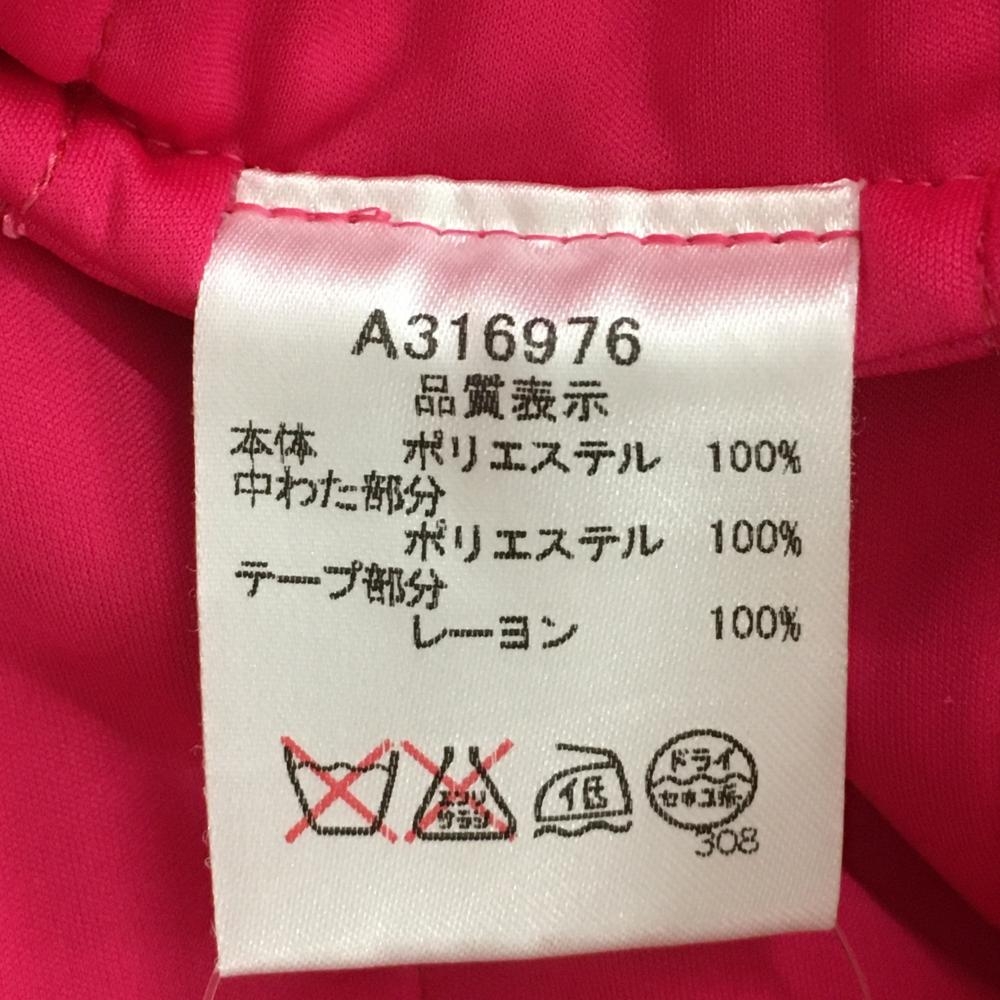 A316976
品質表示
本体 ポリエステル 100%
中わた部分
ポリエステル 100%
テープ部分
レーヨン 100%
エンソ
サラシ
低
ドライ
セキユ系
308